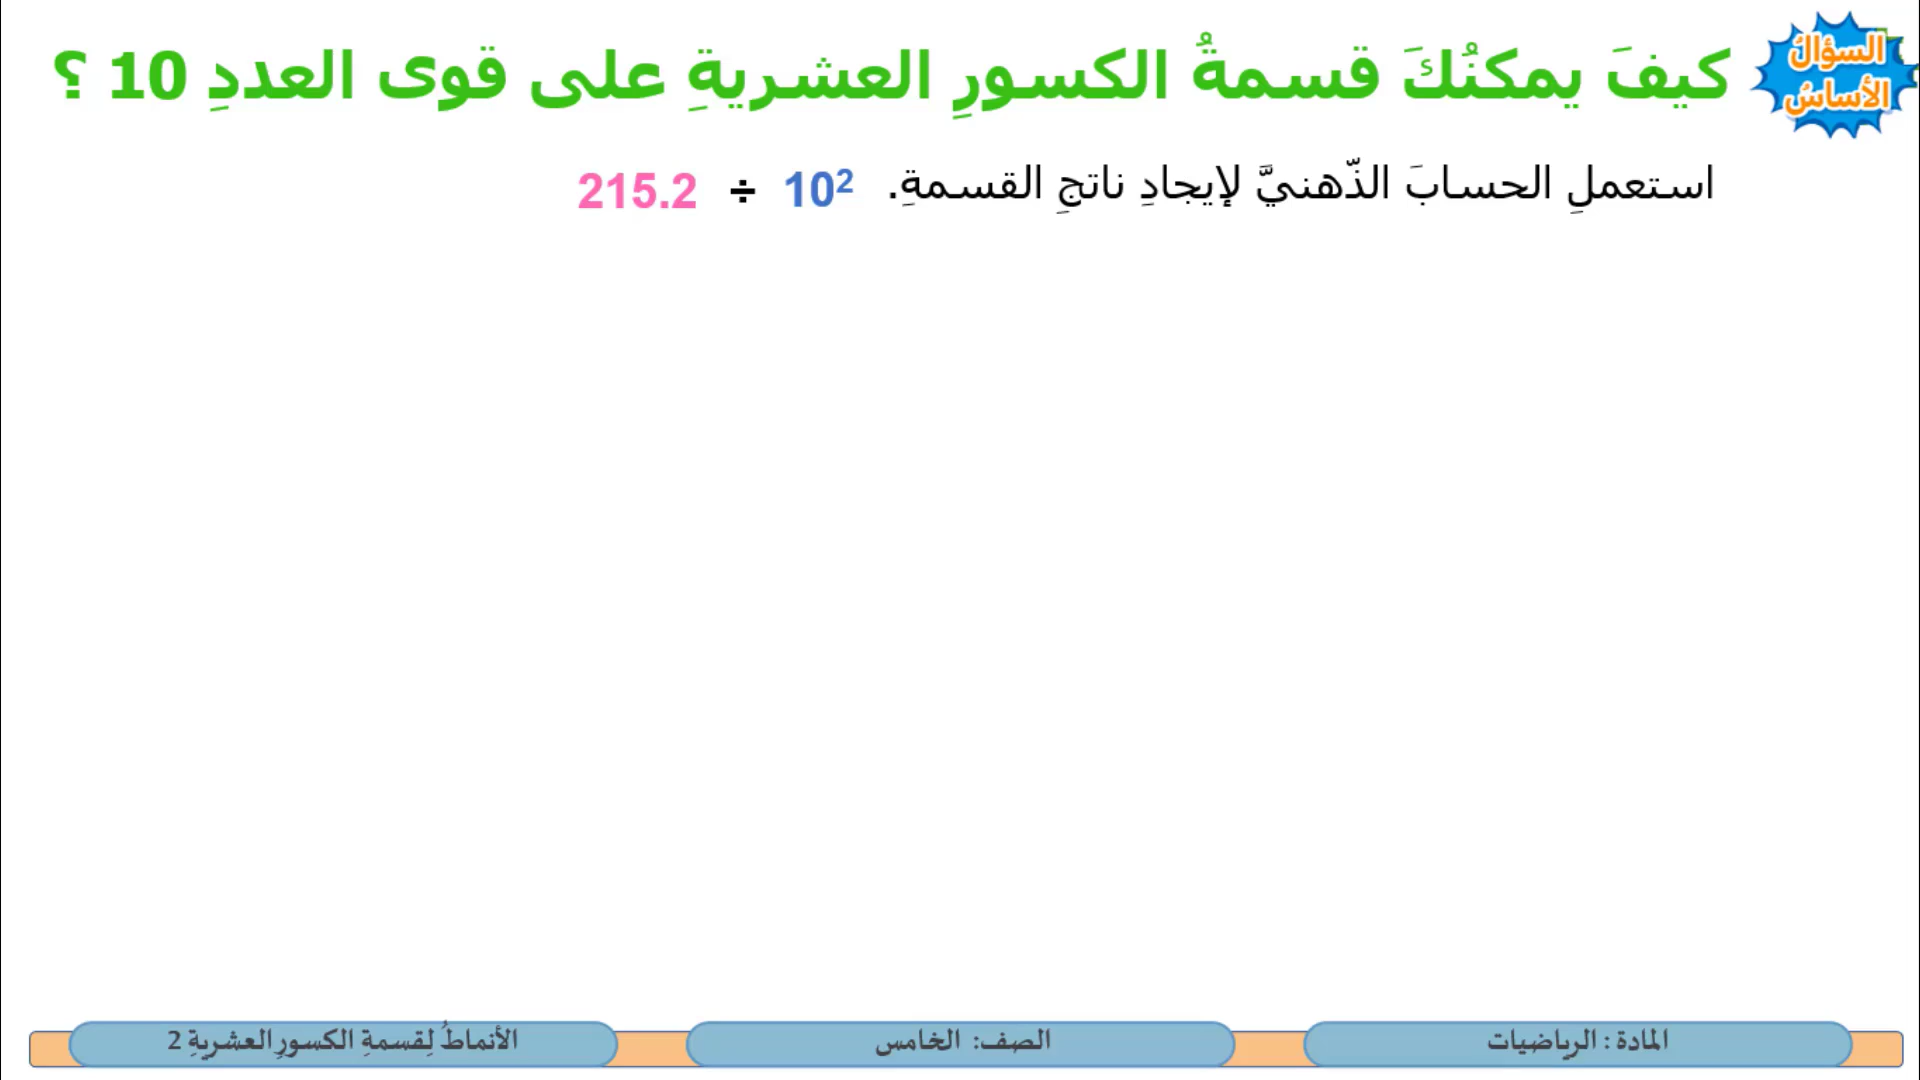 السؤالُ
الأساسُ
كيفَ يمكنُكَ قسمةُ الكسورِ العشريةِ على قوى العددِ 10 ؟
استعملِ الحسابَ الذّهنيَّ لإيجادِ ناتجِ القسمةِ. 215.2 ÷ 10²
المادة : الرياضيات
الصف: الخامس
الأنماطُ لِقسمةِ الكسورِ العشريةِ 2